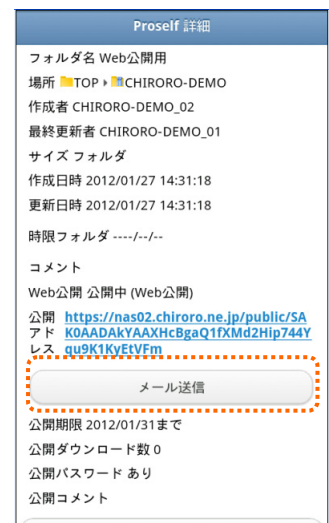 Proself 詳細
フォルダ名 Web公開用
場所 TOP CHIRORO-DEMO
作成者 CHIRORO-DEMO_02
最終更新者 CHIRORO-DEMO_01
サイズ フォルダ
作成日時 2012/01/27 14:31:18
更新日時 2012/01/27 14:31:18
時限フォルダ ----/--/--
コメント
Web公開 公開中 (Web公開)
公開 https://nas02.chiroro.ne.jp/public/SA
アド K0AADAkYAAXHcBgaQ1fXMd2Hip744Y
レス qu9K1KyEtVFm
メール送信
公開期限 2012/01/31まで
公開ダウンロード数 0
公開パスワード あり
公開コメント